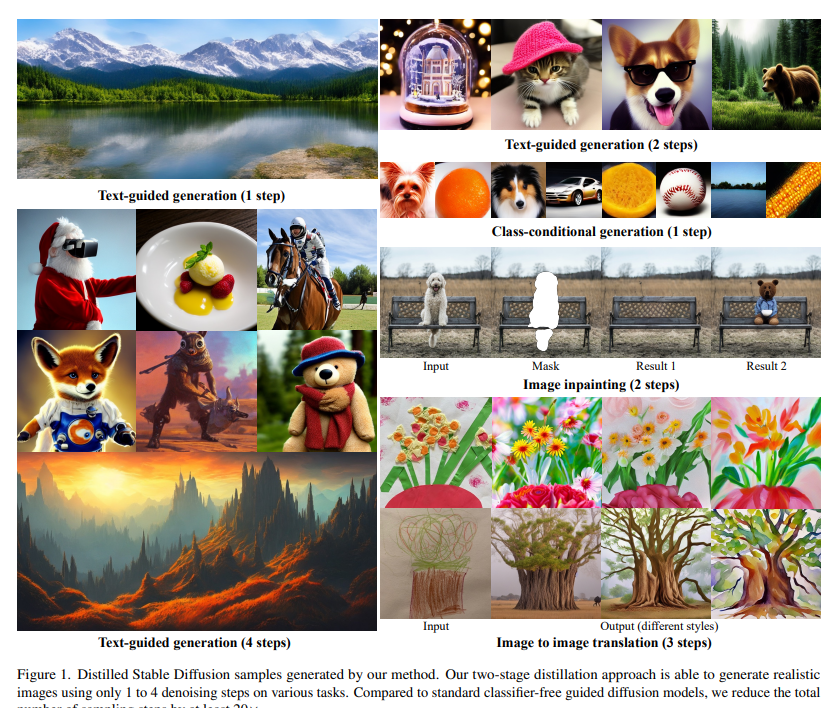 Text-guided generation (1 step)
Text-guided generation (2 steps)
Class-conditional generation (1 step)
Input
Mask
Result 1
Result 2
Image inpainting (2 steps)
Text-guided generation (4 steps)
Input
Output (different styles)
Image to image translation (3 steps)
Figure 1. Distilled Stable Diffusion samples generated by our method. Our two-stage distillation approach is able to generate realistic
images using only 1 to 4 denoising steps on various tasks. Compared to standard classifier-free guided diffusion models, we reduce the total
number of sampling steps by at least